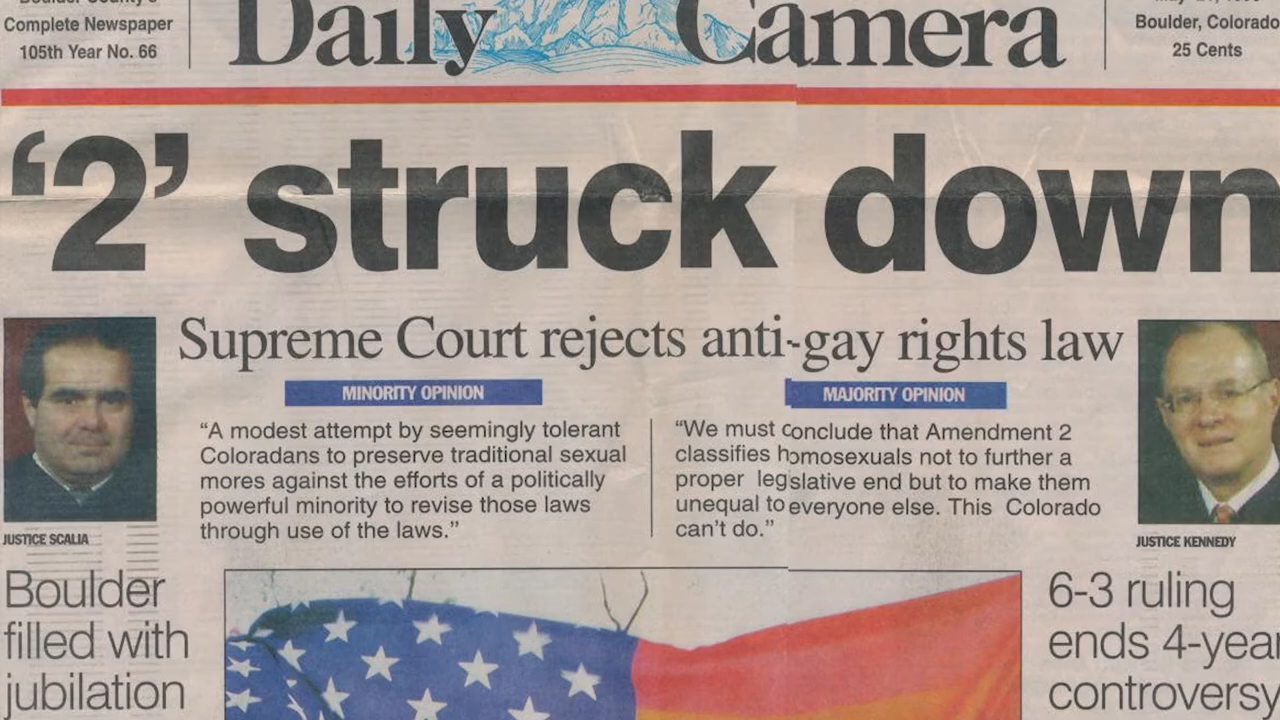 Complete Newspaper
105th Year No. 66
Daily Camera
Boulder, Colorado
25 Cents
‘2’ struck down
Supreme Court rejects anti-gay rights law
MINORITY OPINION
“A modest attempt by seemingly tolerant
Coloradans to preserve traditional sexual
mores against the efforts of a politically
powerful minority to revise those laws
through use of the laws.”
MAJORITY OPINION
“We must conclude that Amendment 2
classifies homosexuals not to further a
proper legslative end but to make them
unequal to everyone else. This Colorado
can’t do.”
JUSTICE SCALIA
JUSTICE KENNEDY
Boulder
filled with
jubilation
6-3 ruling
ends 4-year
controversy